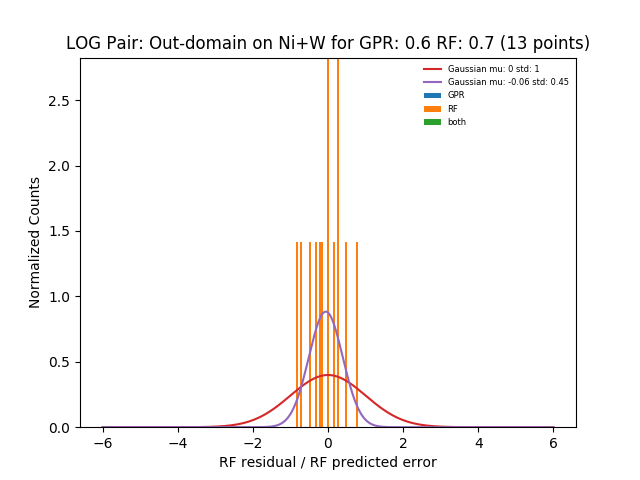 LOG Pair: Out-domain on Ni+W for GPR: 0.6 RF: 0.7 (13 points)
Gaussian mu: 0 std: 1
Gaussian mu: -0.06 std: 0.45
GPR
RF
both
Normalized Counts
2.5
2.0
1.5
1.0
0.5
0.0
−6 −4 −2 0 2 4 6
RF residual / RF predicted error